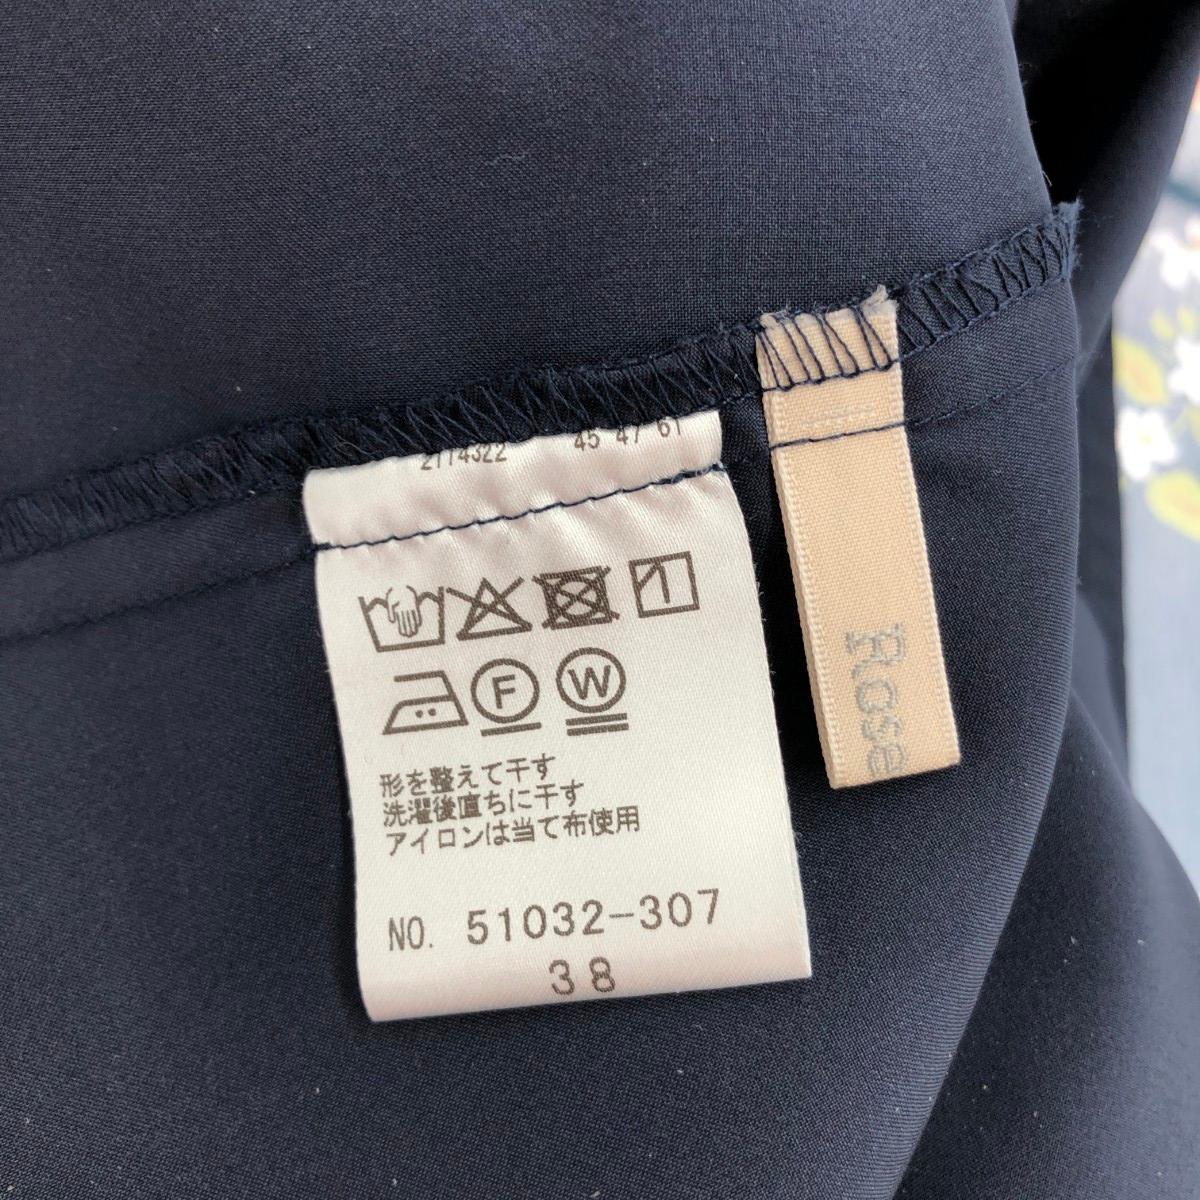 2114322 45 47 61
F W
形を整えて干す
洗濯後直ちに干す
アイロンは当て布使用
NO. 51032-307
38
Rose